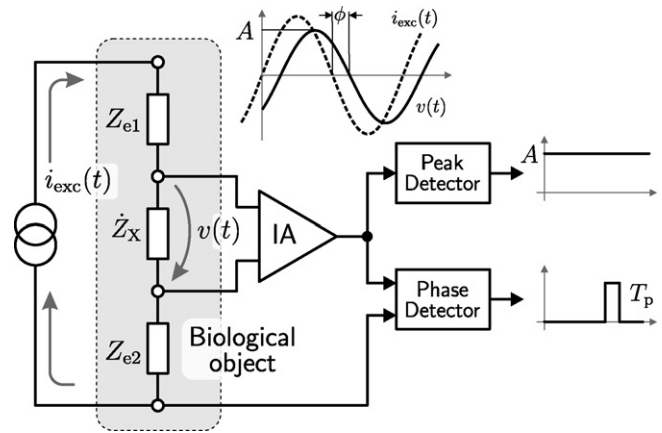 A
ϕ
i_exc(t)
v(t)
Z_e1
i_exc(t)
Ż_X
v(t)
IA
Peak
Detector
A
Phase
Detector
T_p
Z_e2
Biological
object